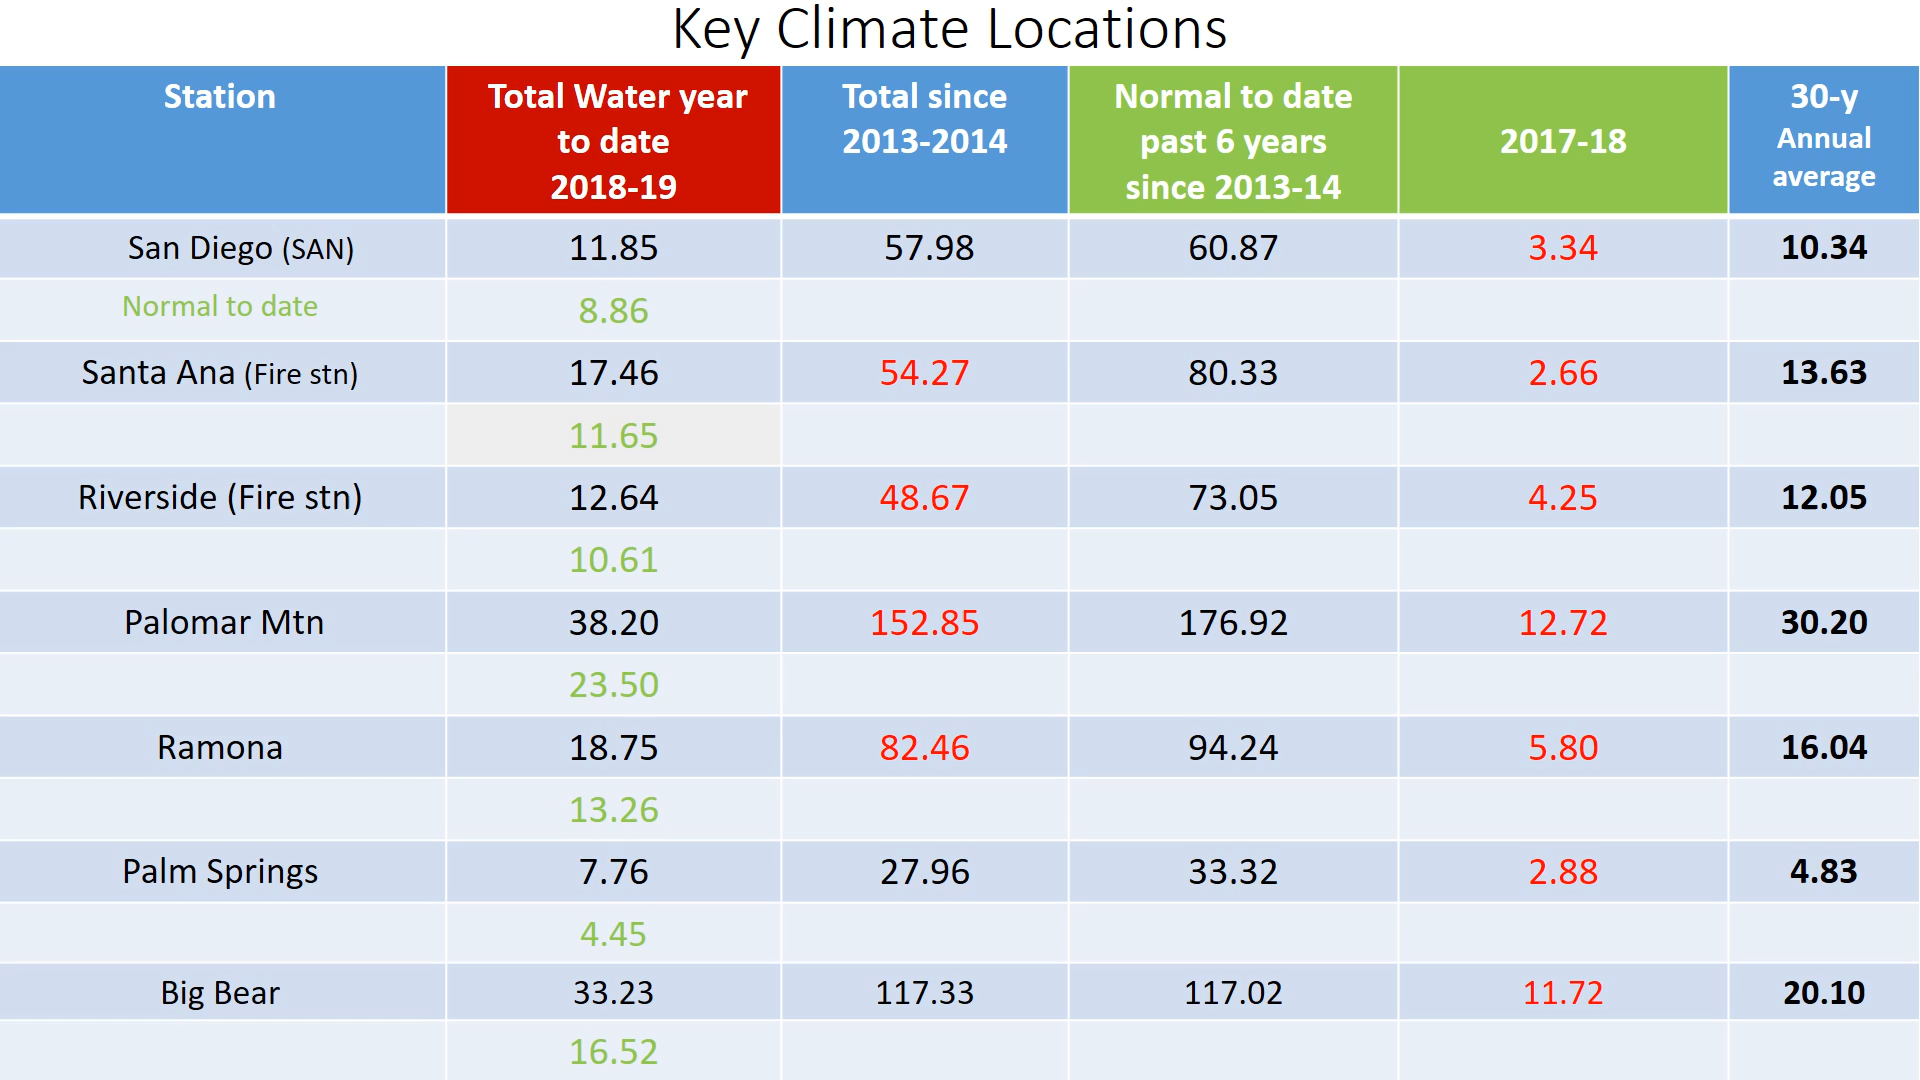 Key Climate Locations
Station
Total Water year
to date
2018-19
Total since
2013-2014
Normal to date
past 6 years
since 2013-14
2017-18
30-y
Annual
average
San Diego (SAN) 11.85 57.98 60.87 3.34 10.34
Normal to date 8.86
Santa Ana (Fire stn) 17.46 54.27 80.33 2.66 13.63
11.65
Riverside (Fire stn) 12.64 48.67 73.05 4.25 12.05
10.61
Palomar Mtn 38.20 152.85 176.92 12.72 30.20
23.50
Ramona 18.75 82.46 94.24 5.80 16.04
13.26
Palm Springs 7.76 27.96 33.32 2.88 4.83
4.45
Big Bear 33.23 117.33 117.02 11.72 20.10
16.52